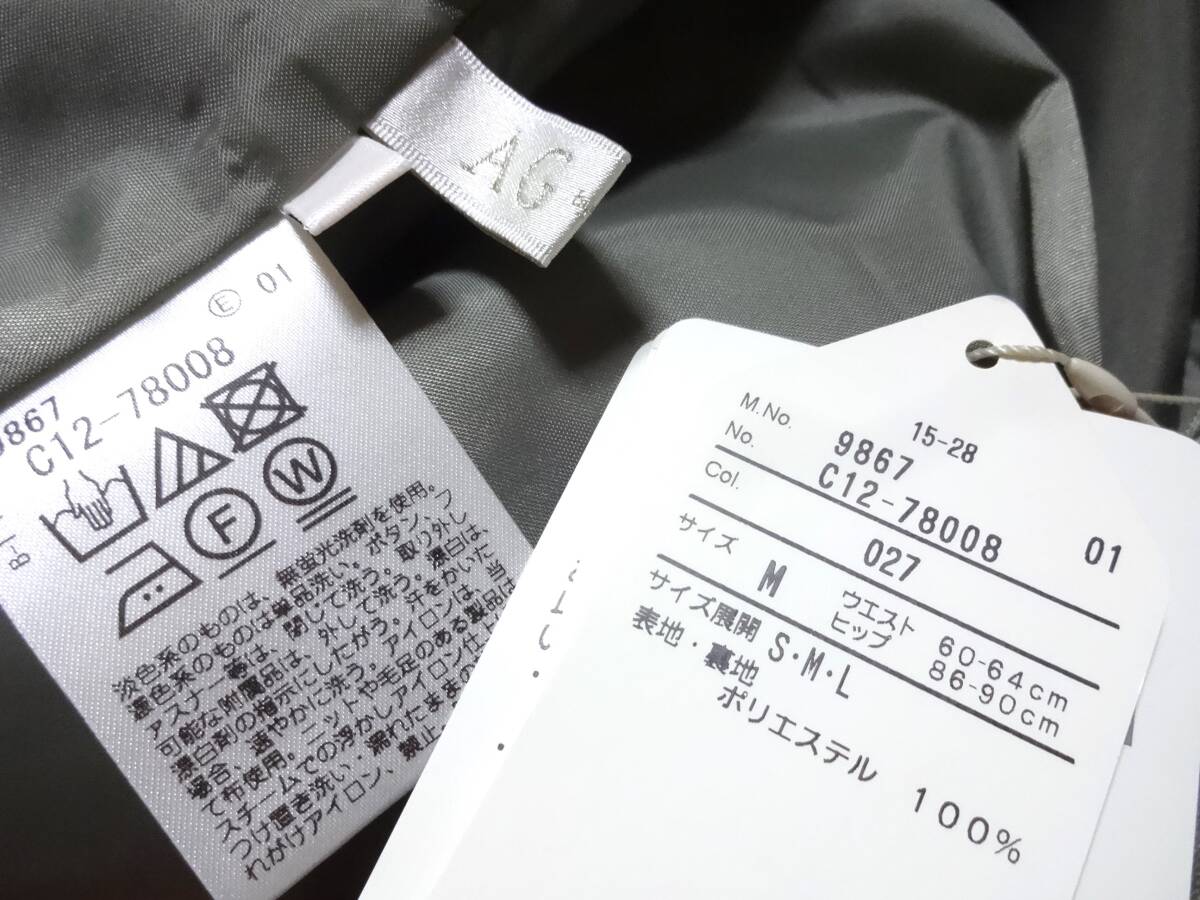 AG
Ⓔ 01
9867
C12-78008
F
W
淡色系のものは、無蛍光洗剤を使用。
濃色系のものは単品洗い。ボタン、フ
ァスナー等は、閉じて洗う。取り外し
可能な附属品は、外して洗う。漂白は、
漂白剤の指示にしたがう。汗をかいた
場合、速やかに洗う。アイロンは、当
て布使用。ニットや毛足のある製品は
スチームでの浮かしアイロン仕
つけ置き洗い・濡れたままの
れがけアイロン、禁止。
15-28
M.No. 9867
No. C12-78008 01
Col. 027
サイズ M ウエスト 60-64cm
ヒップ 86-90cm
サイズ展開 S・M・L
表地・裏地
ポリエステル 100%